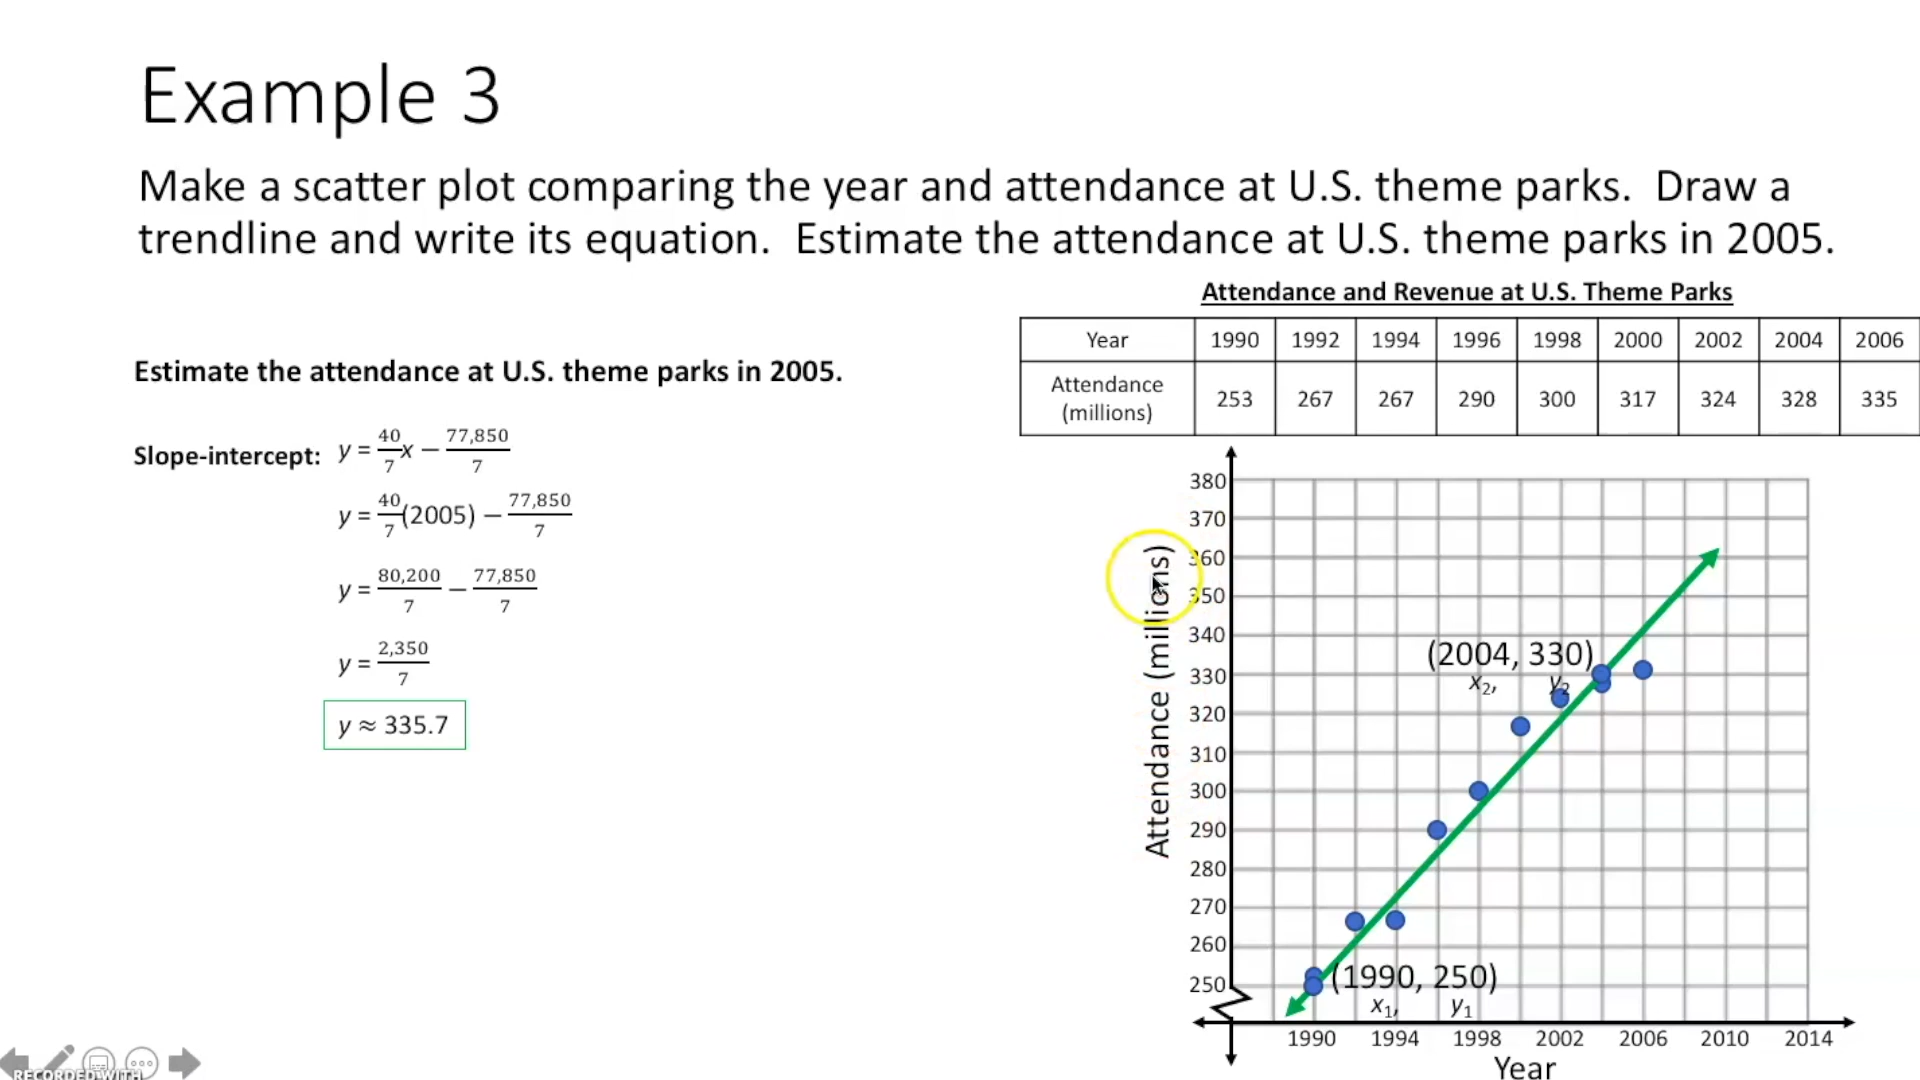 Example 3
Make a scatter plot comparing the year and attendance at U.S. theme parks. Draw a
trendline and write its equation. Estimate the attendance at U.S. theme parks in 2005.
Attendance and Revenue at U.S. Theme Parks
Year 1990 1992 1994 1996 1998 2000 2002 2004 2006
Attendance
(millions) 253 267 267 290 300 317 324 328 335
Estimate the attendance at U.S. theme parks in 2005.
Slope-intercept: y = 40/7 x − 77,850/7
y = 40/7 (2005) − 77,850/7
y = 80,200/7 − 77,850/7
y = 2,350/7
y ≈ 335.7
Attendance (millions)
380
370
360
350
340
330
320
310
300
290
280
270
260
250
(2004, 330)
x₂, y₂
(1990, 250)
x₁, y₁
1990 1994 1998 2002 2006 2010 2014
Year
RECORDED WITH